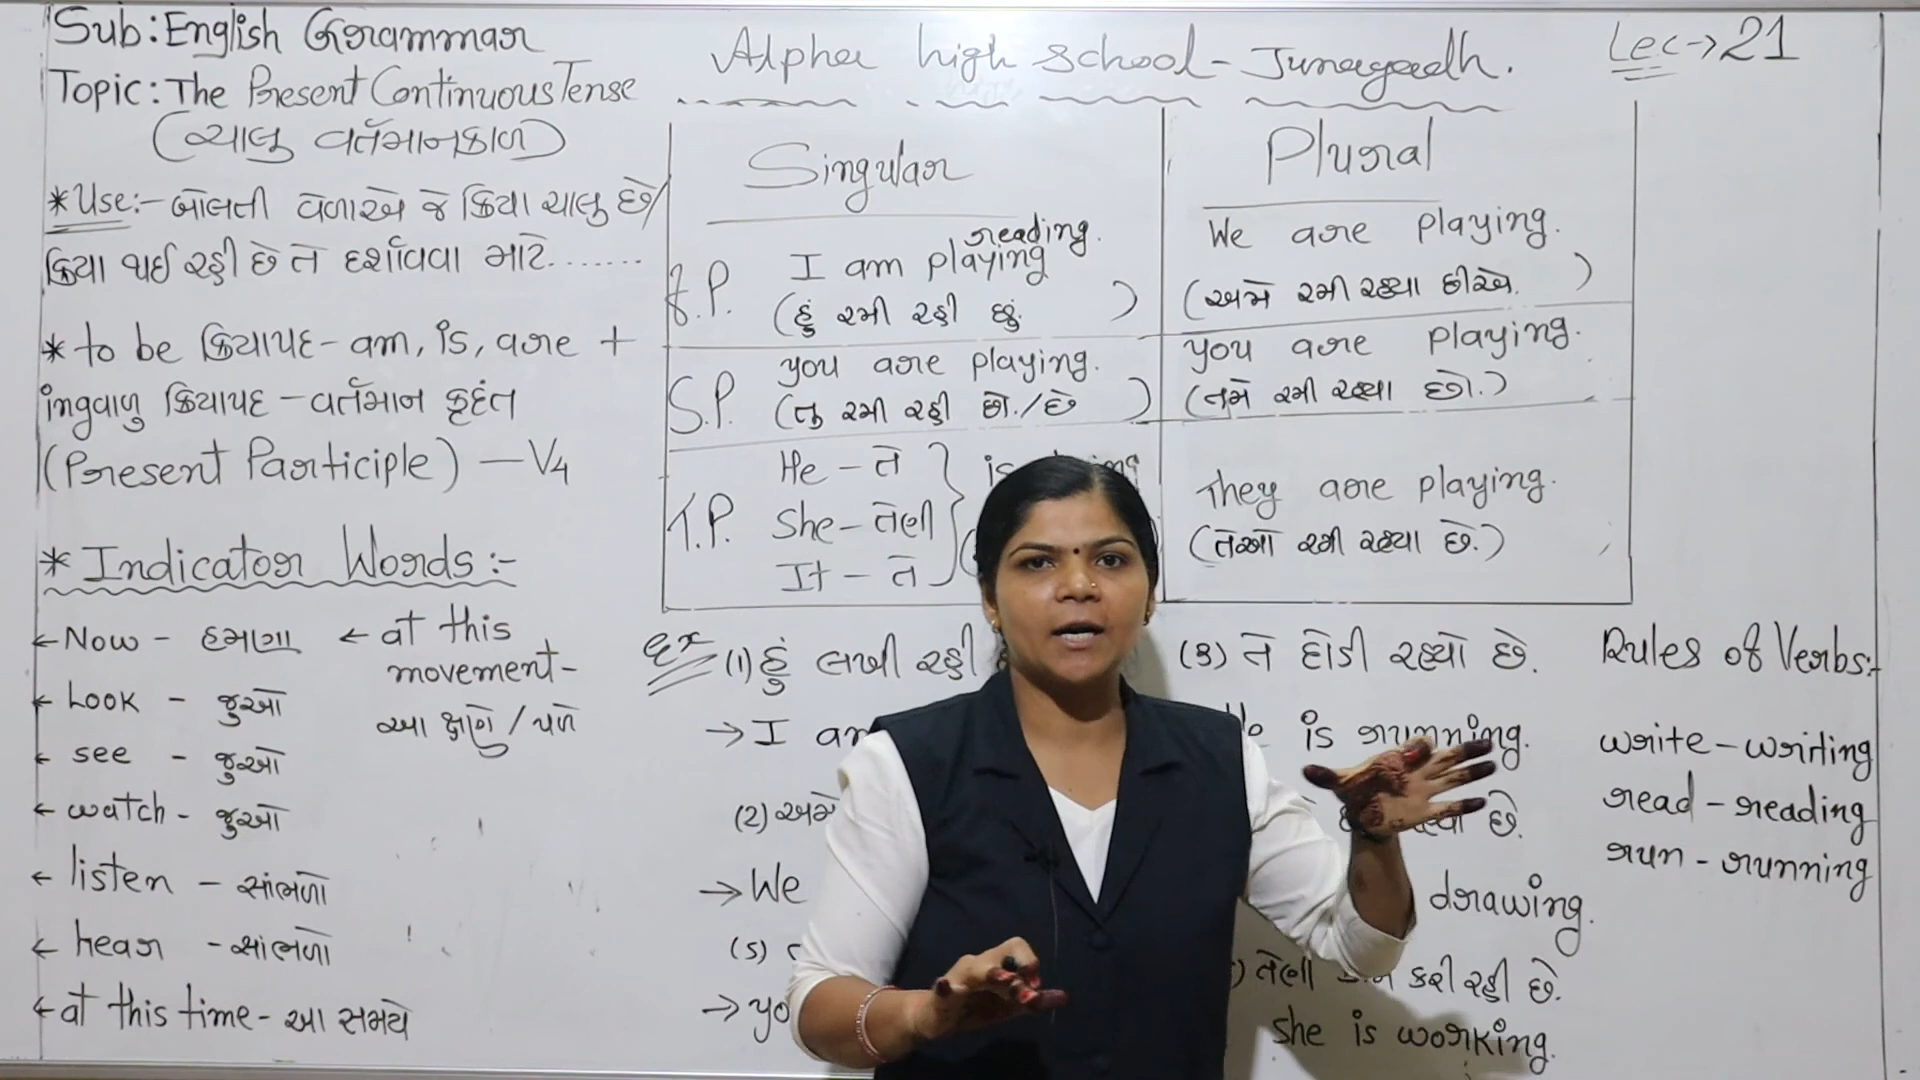 Sub: English Grammar
Topic: The Present Continuous Tense
(ચાલુ વર્તમાનકાળ)
* Use:- બોલતી વેળાએ જે ક્રિયા ચાલુ છે/
ક્રિયા થઈ રહી છે તે દર્શાવવા માટે.......
* to be ક્રિયાપદ - am, is, are +
ingવાળુ ક્રિયાપદ - વર્તમાન કૃદંત
(Present Participle) - V4
* Indicator Words:-
← Now - હમાણા
← Look - જુઓ
← see - જુઓ
← watch - જુઓ
← listen - સાંભળો
← hear - સાંભળો
← at this time - આ સમયે
← at this
movement -
આ ક્ષણે / પળે
Alpha high school - Junagadh.
Lec → 21
Singular
Plural
F.P.
reading.
I am playing
(હું રમી રહી છું )
We are playing.
(અમે રમી રહ્યા છીએ. )
S.P.
you are playing.
(તુ રમી રહી છો./છે )
you are playing.
(તમે રમી રહ્યા છો.)
T.P.
He - તે
She - તેણી
It - તે
They are playing.
(તેઓ રમી રહ્યા છે.)
Ex (1) હું લખી રહી
→ I am
(2) અમે
→ We
(5)
→ yo
(3) તે દોડી રહ્યો છે.
is running.
છે.
drawing.
તેણી કરી રહી છે.
she is working.
Rules of Verbs:-
write - writing
read - reading
run - running